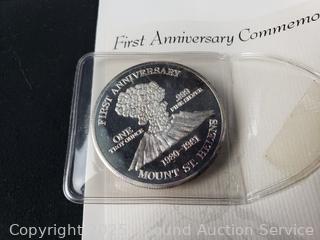 First Anniversary Commemo
FIRST ANNIVERSARY
.999
FINE SILVER
ONE
TROY OUNCE
1980-1981
MOUNT ST. HELENS
Sound Auction Service